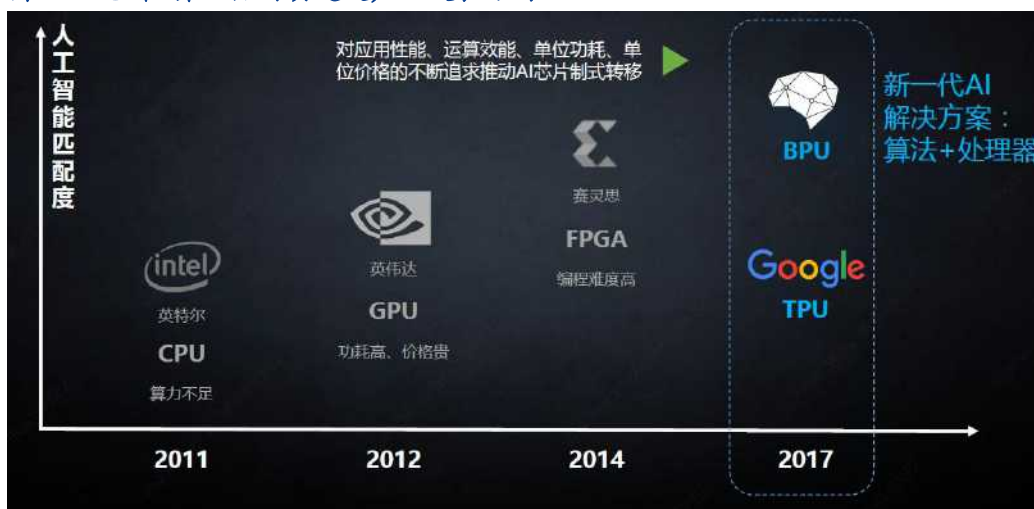 人工智能匹配度
对应用性能、运算效能、单位功耗、单
位价格的不断追求推动AI芯片制式转移
新一代AI
解决方案：
算法+处理器
BPU
赛灵思
FPGA
编程难度高
intel
英特尔
CPU
算力不足
英伟达
GPU
功耗高、价格贵
Google
TPU
2011
2012
2014
2017